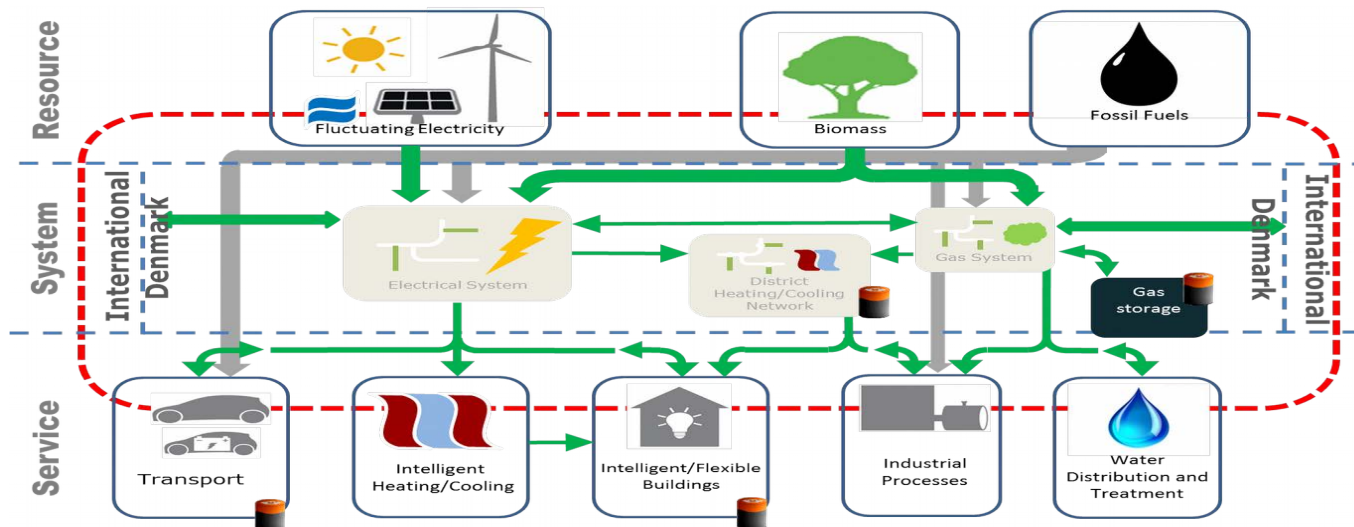 Resource
Fluctuating Electricity
Biomass
Fossil Fuels
System
International
Denmark
Electrical System
District
Heating/Cooling
Network
Gas System
Gas
storage
Denmark
International
Service
Transport
Intelligent
Heating/Cooling
Intelligent/Flexible
Buildings
Industrial
Processes
Water
Distribution and
Treatment